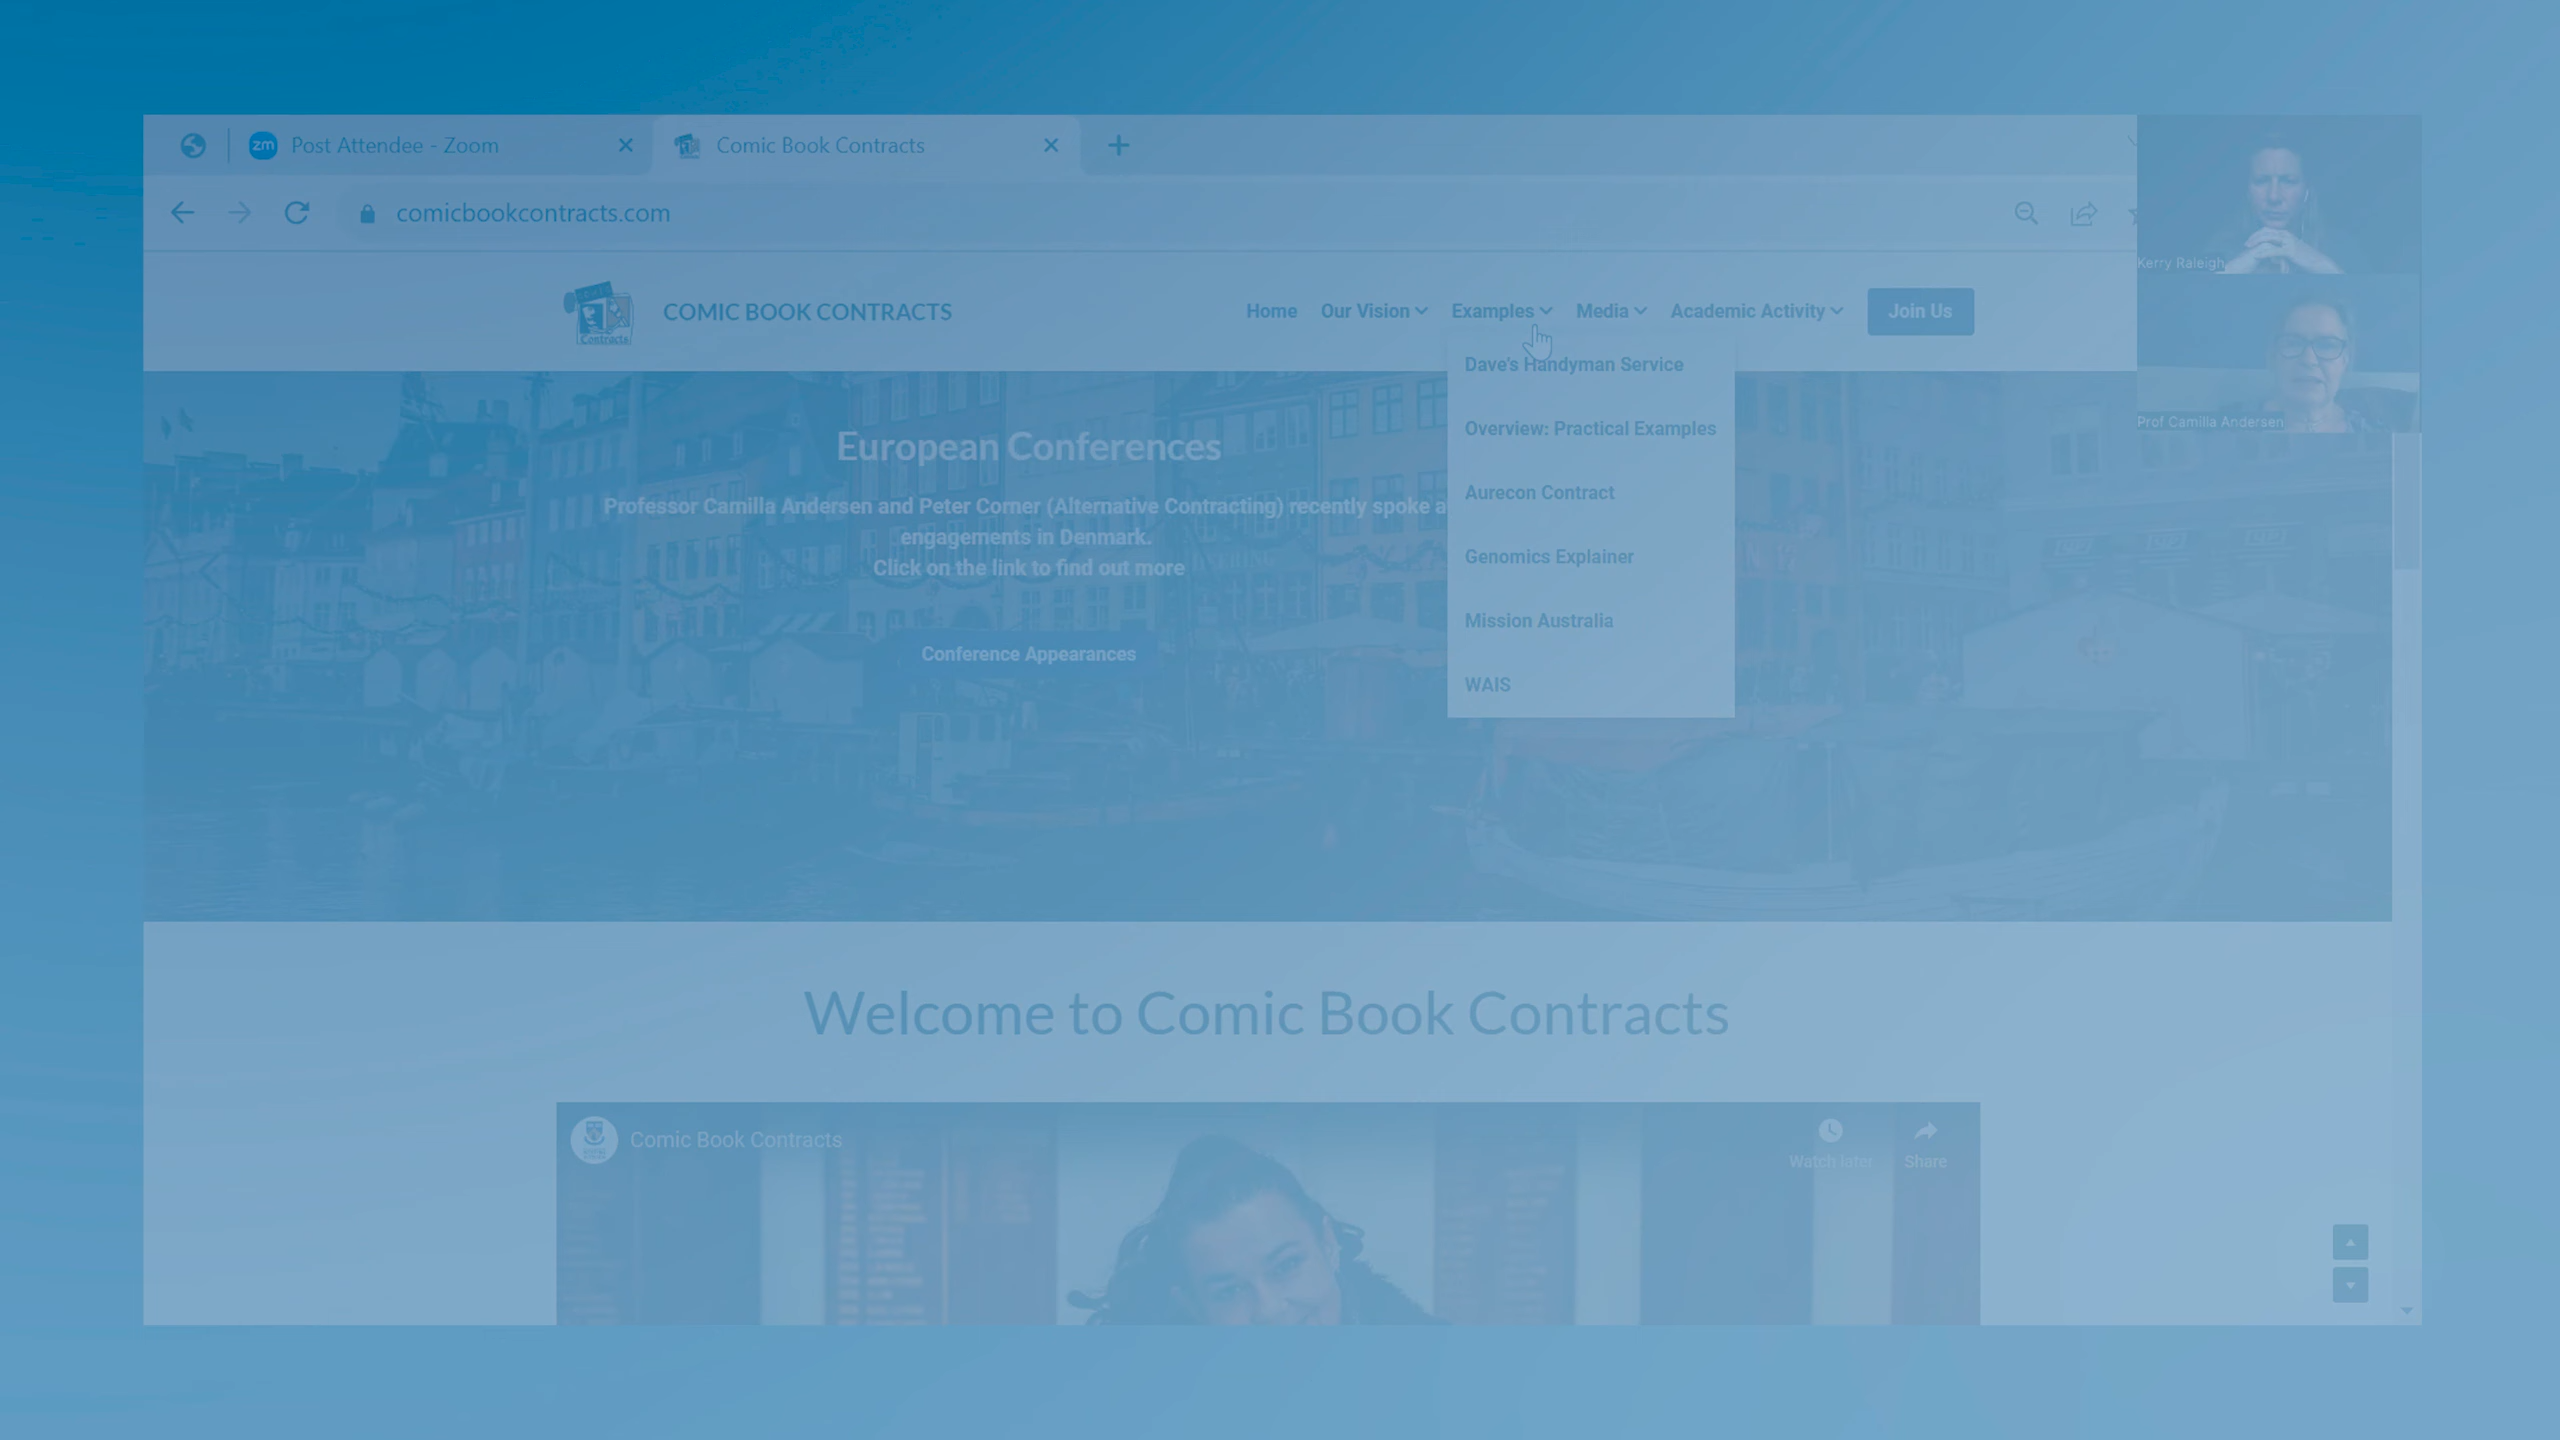 Post Attendee - Zoom
Comic Book Contracts
comicbookcontracts.com
Kerry Raleigh
Prof Camilla Andersen
Contracts
COMIC BOOK CONTRACTS
Home
Our Vision
Examples
Media
Academic Activity
Join Us
Dave's Handyman Service
Overview: Practical Examples
Aurecon Contract
Genomics Explainer
Mission Australia
WAIS
European Conferences
Professor Camilla Andersen and Peter Corner (Alternative Contracting) recently spoke a
engagements in Denmark.
Click on the link to find out more
Conference Appearances
Welcome to Comic Book Contracts
Comic Book Contracts
Watch later
Share